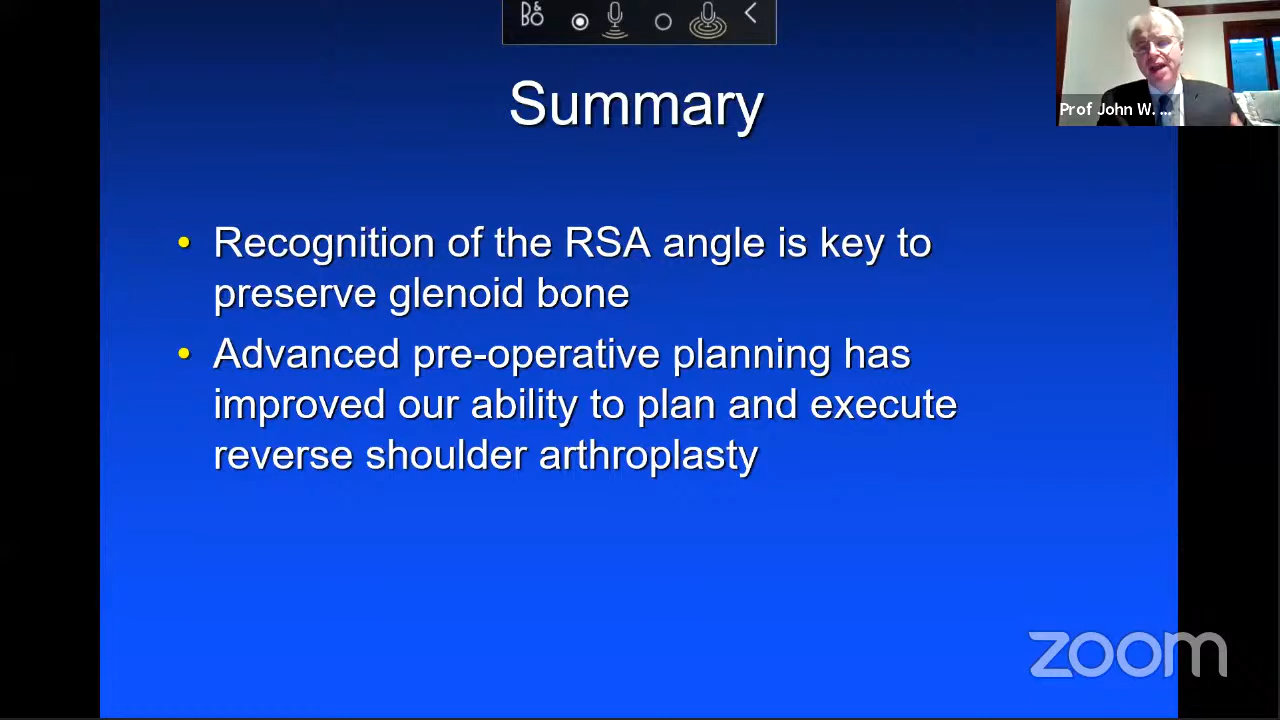 B&O
Prof John W. ...
Summary
• Recognition of the RSA angle is key to
preserve glenoid bone
• Advanced pre-operative planning has
improved our ability to plan and execute
reverse shoulder arthroplasty
zoom